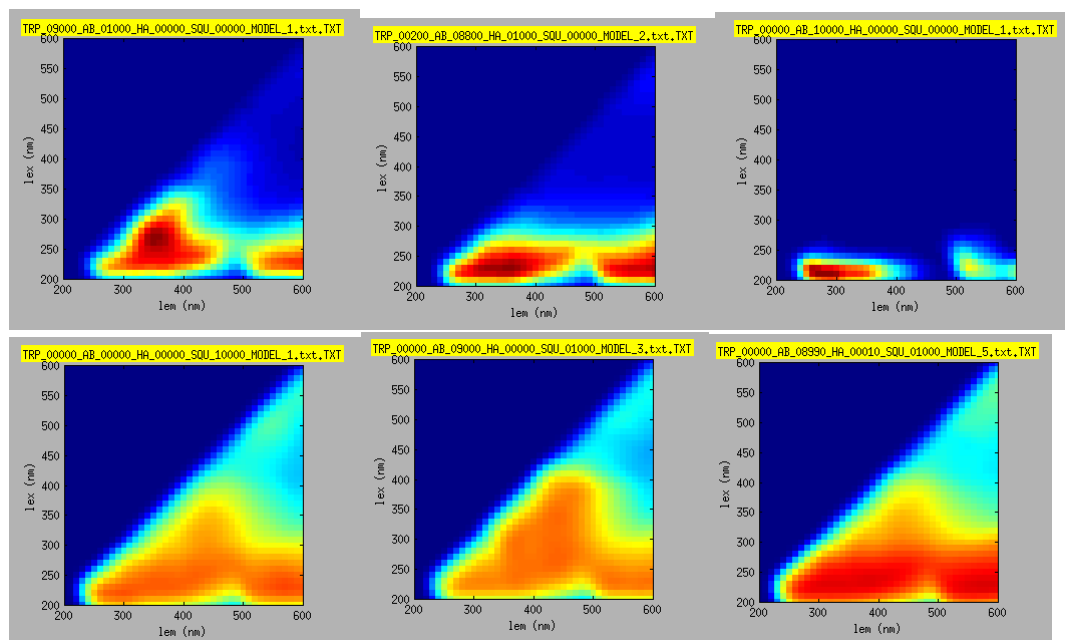 TRP_09000_AB_01000_HA_00000_SQU_00000_MODEL_1.txt.TXT
600
550
500
450
400
350
300
250
200
lex (nm)
200 300 400 500 600
lem (nm)
TRP_00200_AB_08800_HA_01000_SQU_00000_MODEL_2.txt.TXT
600
550
500
450
400
350
300
250
200
lex (nm)
200 300 400 500 600
lem (nm)
TRP_00000_AB_10000_HA_00000_SQU_00000_MODEL_1.txt.TXT
600
550
500
450
400
350
300
250
200
lex (nm)
200 300 400 500 600
lem (nm)
TRP_00000_AB_00000_HA_00000_SQU_10000_MODEL_1.txt.TXT
600
550
500
450
400
350
300
250
200
lex (nm)
200 300 400 500 600
lem (nm)
TRP_00000_AB_09000_HA_00000_SQU_01000_MODEL_3.txt.TXT
600
550
500
450
400
350
300
250
200
lex (nm)
200 300 400 500 600
lem (nm)
TRP_00000_AB_08990_HA_00010_SQU_01000_MODEL_5.txt.TXT
600
550
500
450
400
350
300
250
200
lex (nm)
200 300 400 500 600
lem (nm)